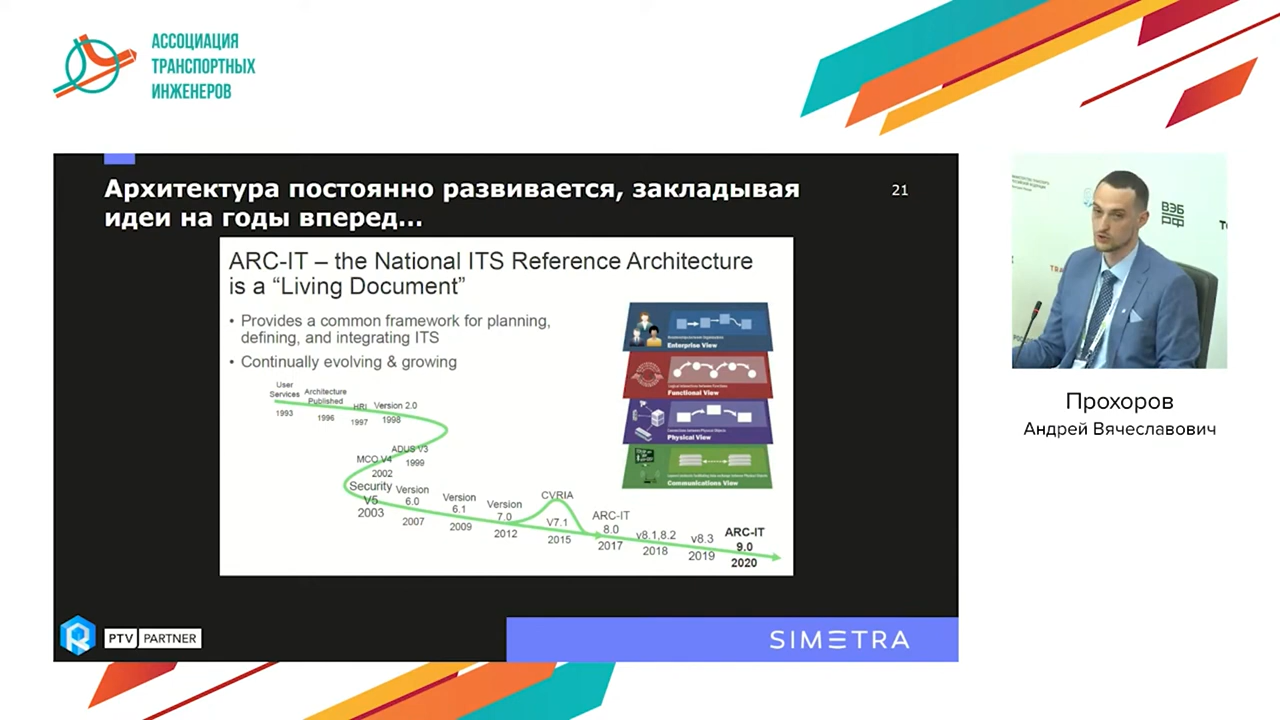 АССОЦИАЦИЯ
ТРАНСПОРТНЫХ
ИНЖЕНЕРОВ
Архитектура постоянно развивается, закладывая
идеи на годы вперед...
21
ARC-IT – the National ITS Reference Architecture
is a “Living Document”
• Provides a common framework for planning,
defining, and integrating ITS
• Continually evolving & growing
Enterprise View
Functional View
Physical View
Communications View
User
Services
1993
Architecture
Published
1996
HRI
1997
Version 2.0
1998
ADUS V3
1999
MCO V4
2002
Security
V5
2003
Version
6.0
2007
Version
6.1
2009
Version
7.0
2012
CVRIA
V7.1
2015
ARC-IT
8.0
2017
v8.1,8.2
2018
v8.3
2019
ARC-IT
9.0
2020
PTV PARTNER
SIMETRA
ВЭБ
РФ
Прохоров
Андрей Вячеславович